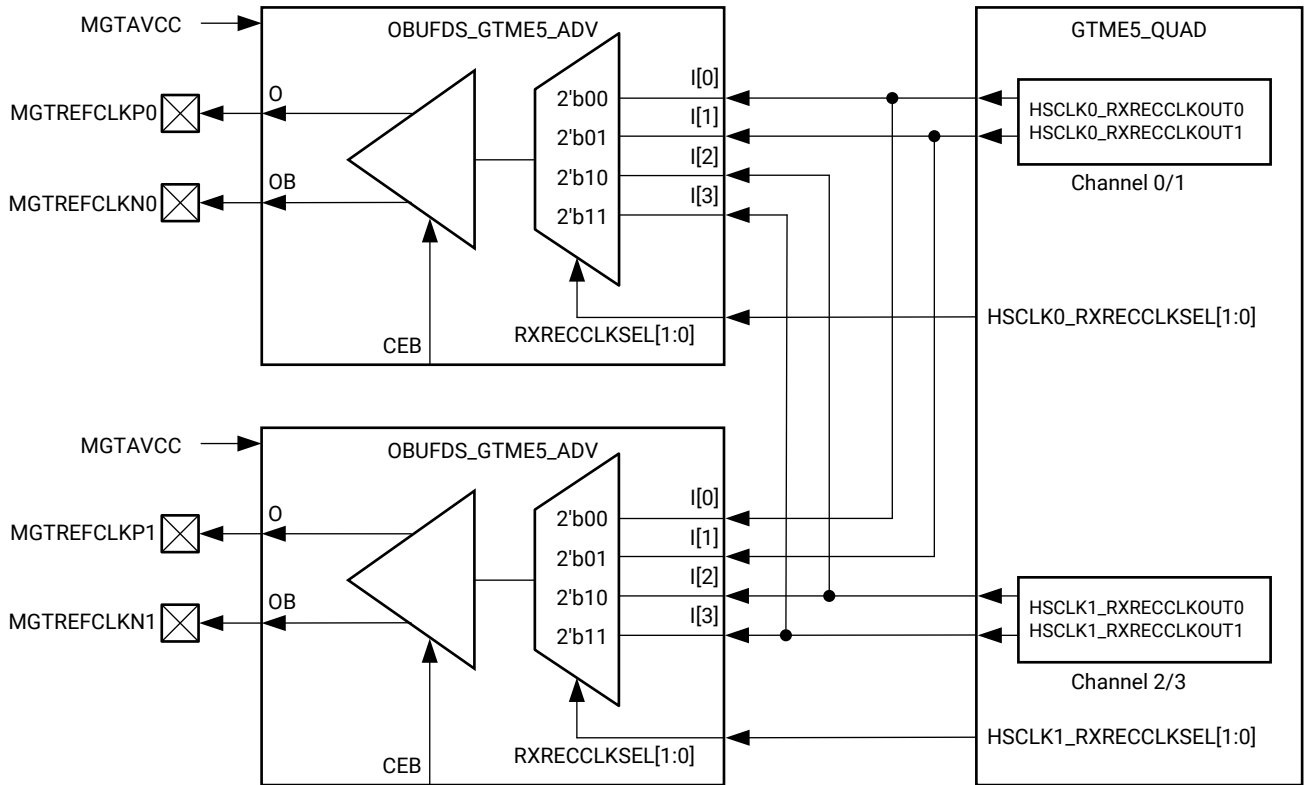 MGTAVCC
OBUFDS_GTME5_ADV
GTME5_QUAD
MGTREFCLKP0
O
2'b00
I[0]
HSCLK0_RXRECCLKOUT0
2'b01
I[1]
HSCLK0_RXRECCLKOUT1
2'b10
I[2]
Channel 0/1
MGTREFCLKN0
OB
2'b11
I[3]
HSCLK0_RXRECCLKSEL[1:0]
RXRECCLKSEL[1:0]
CEB
MGTAVCC
OBUFDS_GTME5_ADV
MGTREFCLKP1
O
2'b00
I[0]
2'b01
I[1]
2'b10
I[2]
HSCLK1_RXRECCLKOUT0
MGTREFCLKN1
OB
2'b11
I[3]
HSCLK1_RXRECCLKOUT1
Channel 2/3
HSCLK1_RXRECCLKSEL[1:0]
RXRECCLKSEL[1:0]
CEB